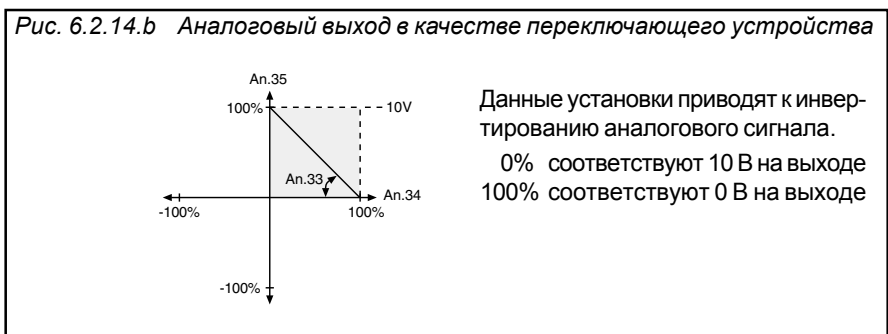 Рис. 6.2.14.b Аналоговый выход в качестве переключающего устройства
An.35
100%
10V
An.33
An.34
-100%
100%
-100%
Данные установки приводят к инвер-
тированию аналогового сигнала.
0% соответствуют 10 В на выходе
100% соответствуют 0 В на выходе